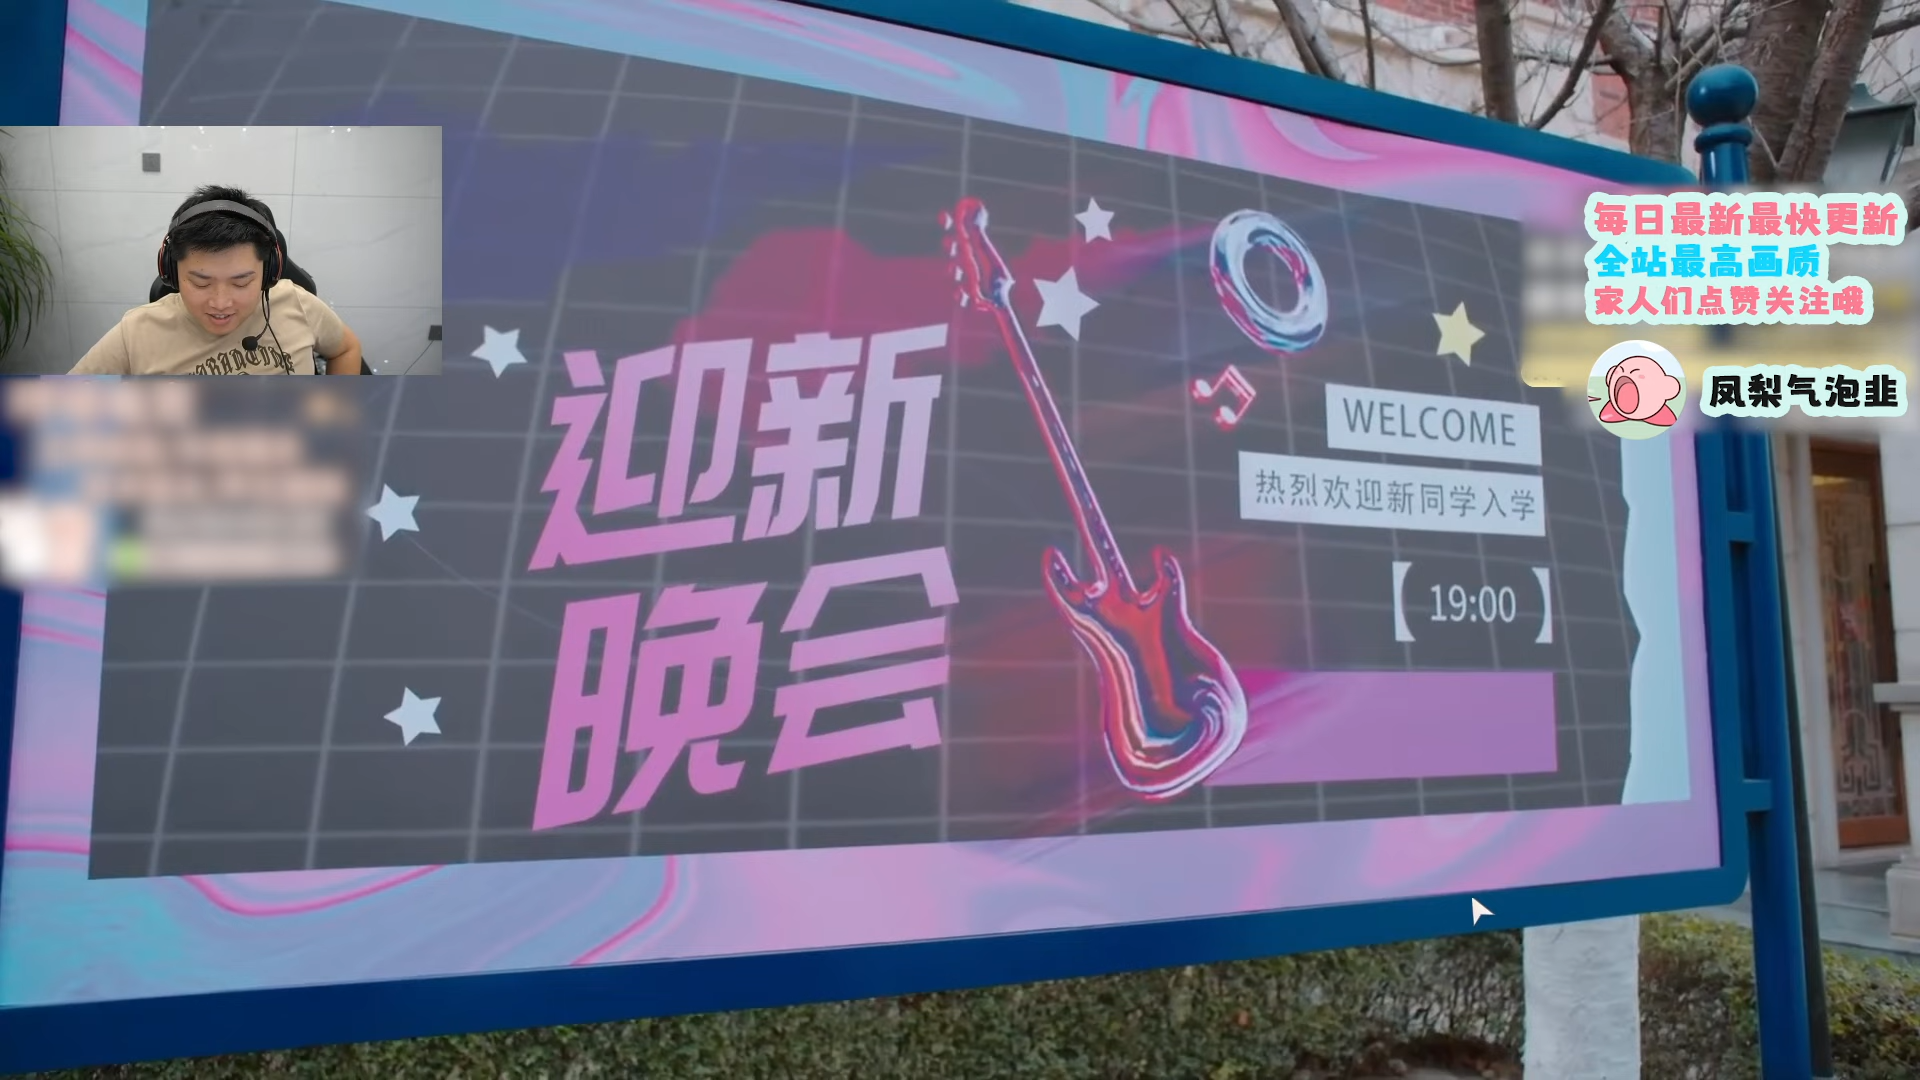 迎新
晚会
WELCOME
热烈欢迎新同学入学
【19:00】
每日最新最快更新
全站最高画质
家人们点赞关注哦
凤梨气泡韭